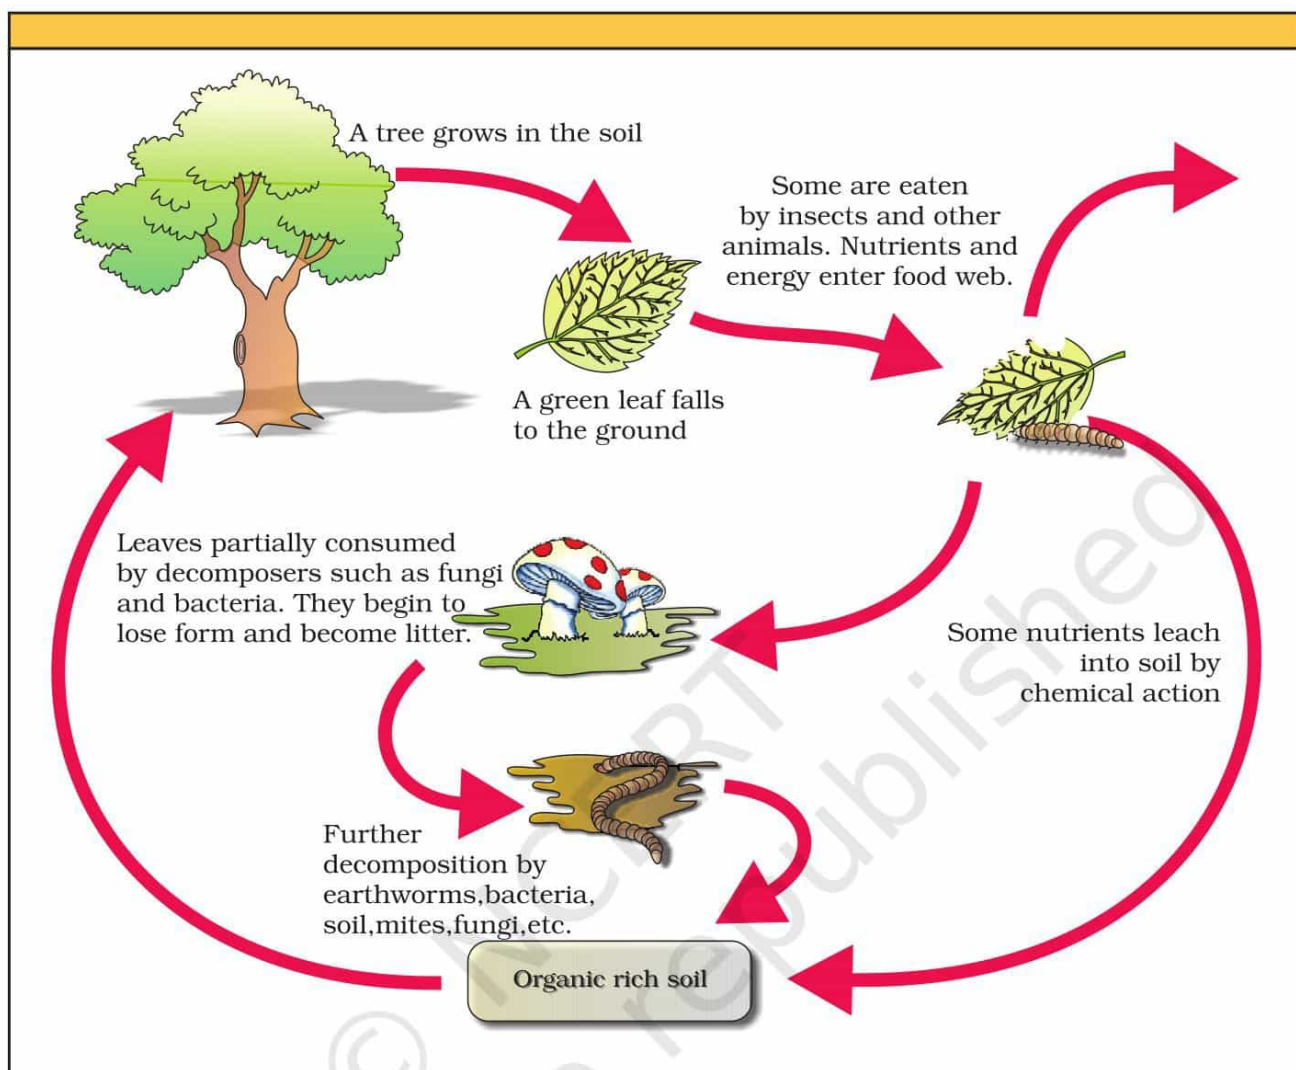 A tree grows in the soil
Some are eaten
by insects and other
animals. Nutrients and
energy enter food web.
A green leaf falls
to the ground
Leaves partially consumed
by decomposers such as fungi
and bacteria. They begin to
lose form and become litter.
Some nutrients leach
into soil by
chemical action
Further
decomposition by
earthworms,bacteria,
soil,mites,fungi,etc.
Organic rich soil
© NCERT
republished